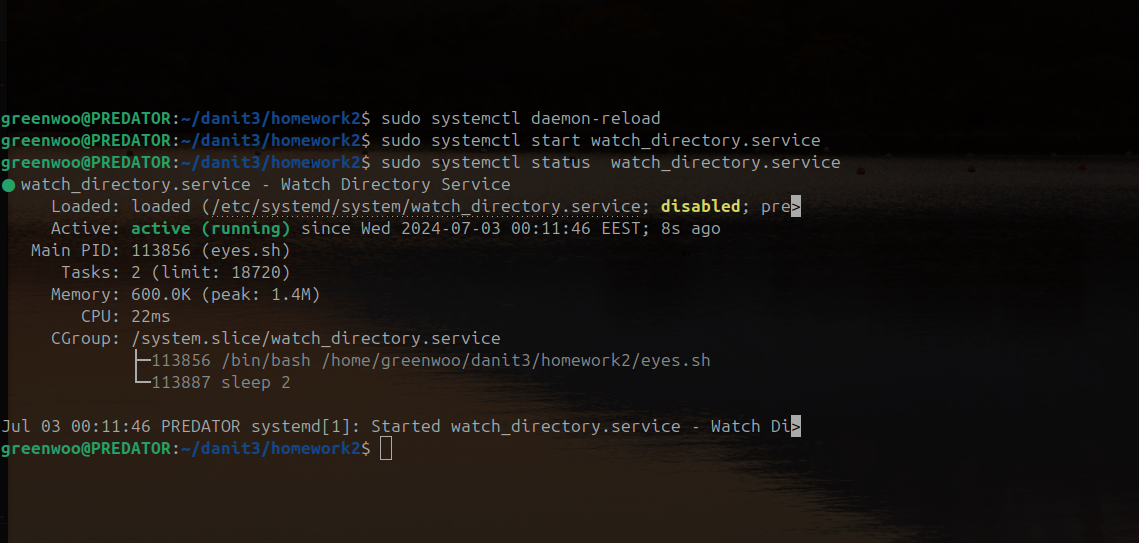 greenwoo@PREDATOR:~/danit3/homework2$ sudo systemctl daemon-reload
greenwoo@PREDATOR:~/danit3/homework2$ sudo systemctl start watch_directory.service
greenwoo@PREDATOR:~/danit3/homework2$ sudo systemctl status  watch_directory.service
● watch_directory.service - Watch Directory Service
     Loaded: loaded (/etc/systemd/system/watch_directory.service; disabled; pre>
     Active: active (running) since Wed 2024-07-03 00:11:46 EEST; 8s ago
   Main PID: 113856 (eyes.sh)
      Tasks: 2 (limit: 18720)
     Memory: 600.0K (peak: 1.4M)
        CPU: 22ms
     CGroup: /system.slice/watch_directory.service
             ├─113856 /bin/bash /home/greenwoo/danit3/homework2/eyes.sh
             └─113887 sleep 2
Jul 03 00:11:46 PREDATOR systemd[1]: Started watch_directory.service - Watch Di>
greenwoo@PREDATOR:~/danit3/homework2$